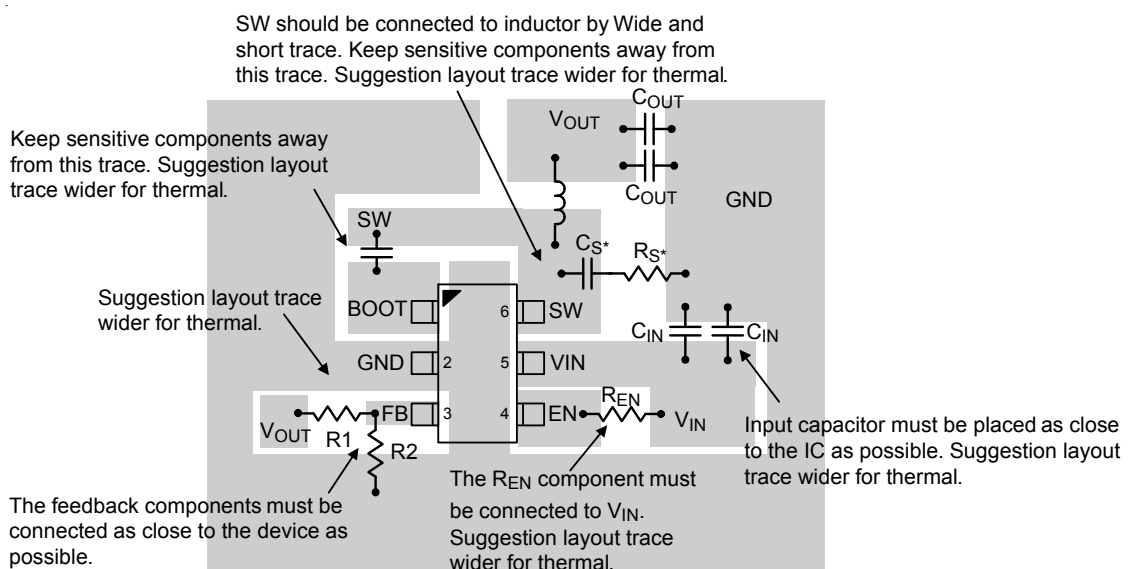 SW should be connected to inductor by Wide and
short trace. Keep sensitive components away from
this trace. Suggestion layout trace wider for thermal.
Keep sensitive components away
from this trace. Suggestion layout
trace wider for thermal.
COUT
VOUT
COUT
GND
SW
CS*
RS*
Suggestion layout trace
wider for thermal.
BOOT
6
SW
CIN
CIN
GND
2
5
VIN
FB
3
4
EN
REN
VIN
VOUT
R1
R2
Input capacitor must be placed as close
to the IC as possible. Suggestion layout
trace wider for thermal.
The feedback components must be
connected as close to the device as
possible.
The REN component must
be connected to VIN.
Suggestion layout trace
wider for thermal.